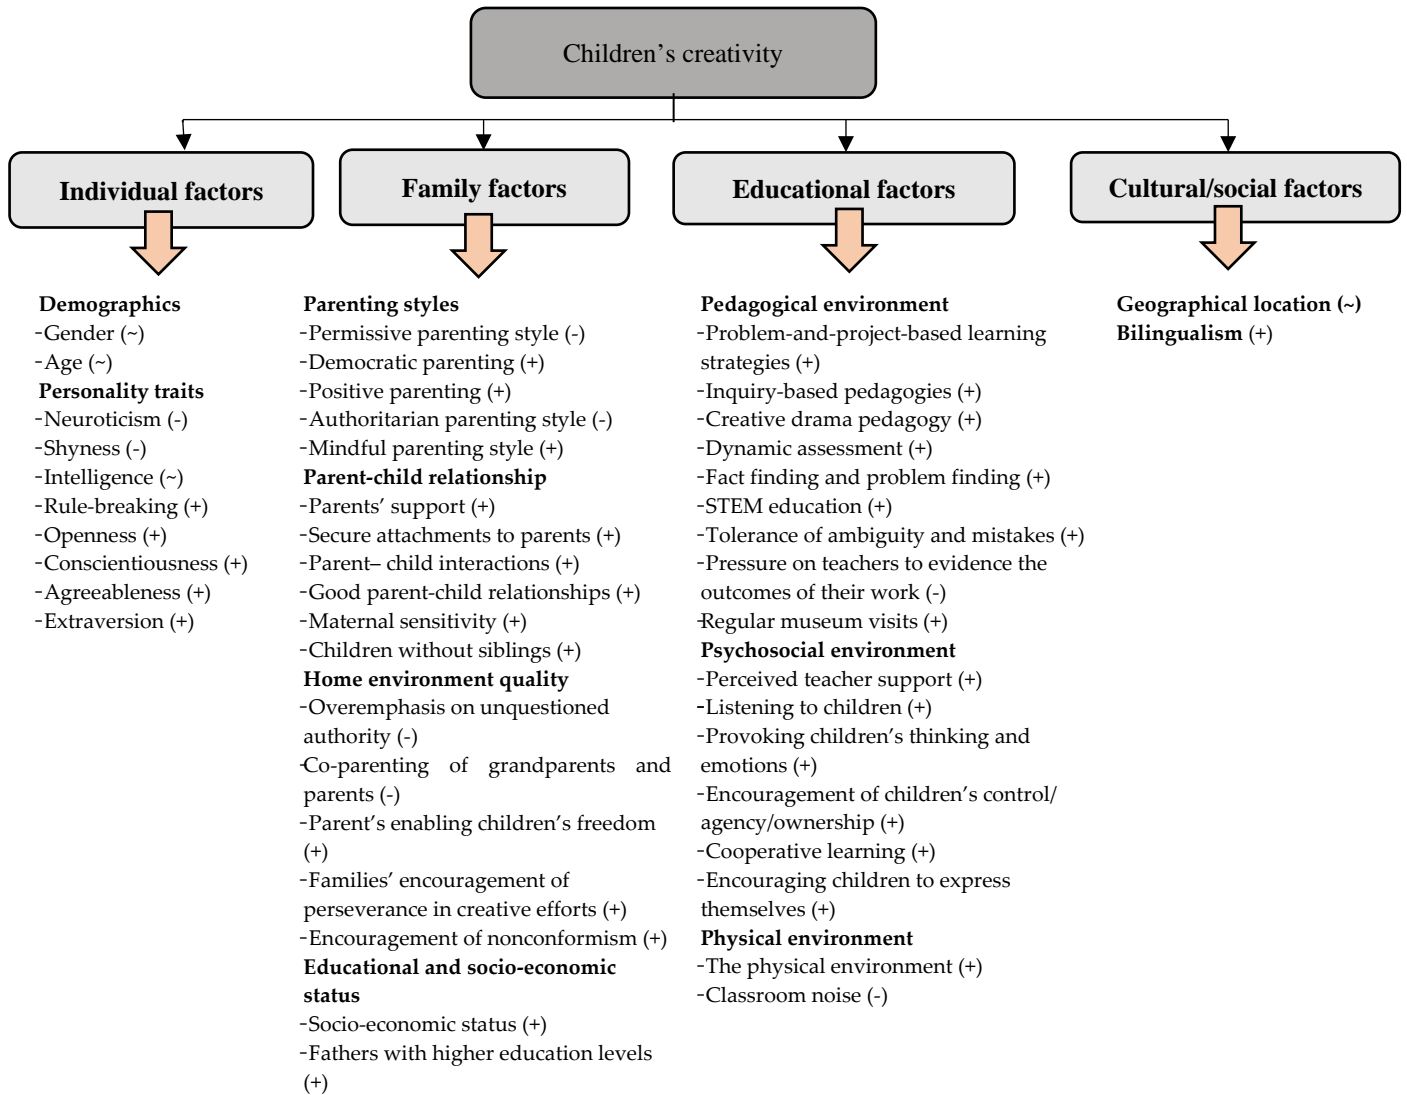 Children's creativity
Individual factors
Family factors
Educational factors
Cultural/social factors
Demographics
-Gender (~)
-Age (~)
Personality traits
-Neuroticism (-)
-Shyness (-)
-Intelligence (~)
-Rule-breaking (+)
-Openness (+)
-Conscientiousness (+)
-Agreeableness (+)
-Extraversion (+)
Parenting styles
-Permissive parenting style (-)
-Democratic parenting (+)
-Positive parenting (+)
-Authoritarian parenting style (-)
-Mindful parenting style (+)
Parent-child relationship
-Parents' support (+)
-Secure attachments to parents (+)
-Parent– child interactions (+)
-Good parent-child relationships (+)
-Maternal sensitivity (+)
-Children without siblings (+)
Home environment quality
-Overemphasis on unquestioned
authority (-)
-Co-parenting of grandparents and
parents (-)
-Parent's enabling children's freedom
(+)
-Families' encouragement of
perseverance in creative efforts (+)
-Encouragement of nonconformism (+)
Educational and socio-economic
status
-Socio-economic status (+)
-Fathers with higher education levels
(+)
Pedagogical environment
-Problem-and-project-based learning
strategies (+)
-Inquiry-based pedagogies (+)
-Creative drama pedagogy (+)
-Dynamic assessment (+)
-Fact finding and problem finding (+)
-STEM education (+)
-Tolerance of ambiguity and mistakes (+)
-Pressure on teachers to evidence the
outcomes of their work (-)
-Regular museum visits (+)
Psychosocial environment
-Perceived teacher support (+)
-Listening to children (+)
-Provoking children's thinking and
emotions (+)
-Encouragement of children's control/
agency/ownership (+)
-Cooperative learning (+)
-Encouraging children to express
themselves (+)
Physical environment
-The physical environment (+)
-Classroom noise (-)
Geographical location (~)
Bilingualism (+)